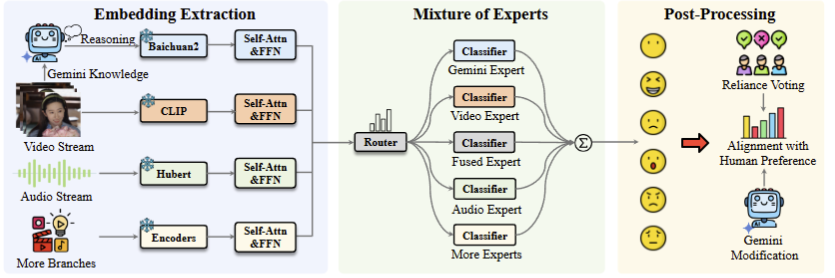 Embedding Extraction
Reasoning
Gemini Knowledge
Baichuan2
Self-Attn
&FFN
Video Stream
CLIP
Self-Attn
&FFN
Audio Stream
Hubert
Self-Attn
&FFN
More Branches
Encoders
Self-Attn
&FFN
Mixture of Experts
Router
Classifier
Gemini Expert
Classifier
Video Expert
Classifier
Fused Expert
Classifier
Audio Expert
Classifier
More Experts
Σ
Post-Processing
Reliance Voting
Alignment with
Human Preference
Gemini
Modification